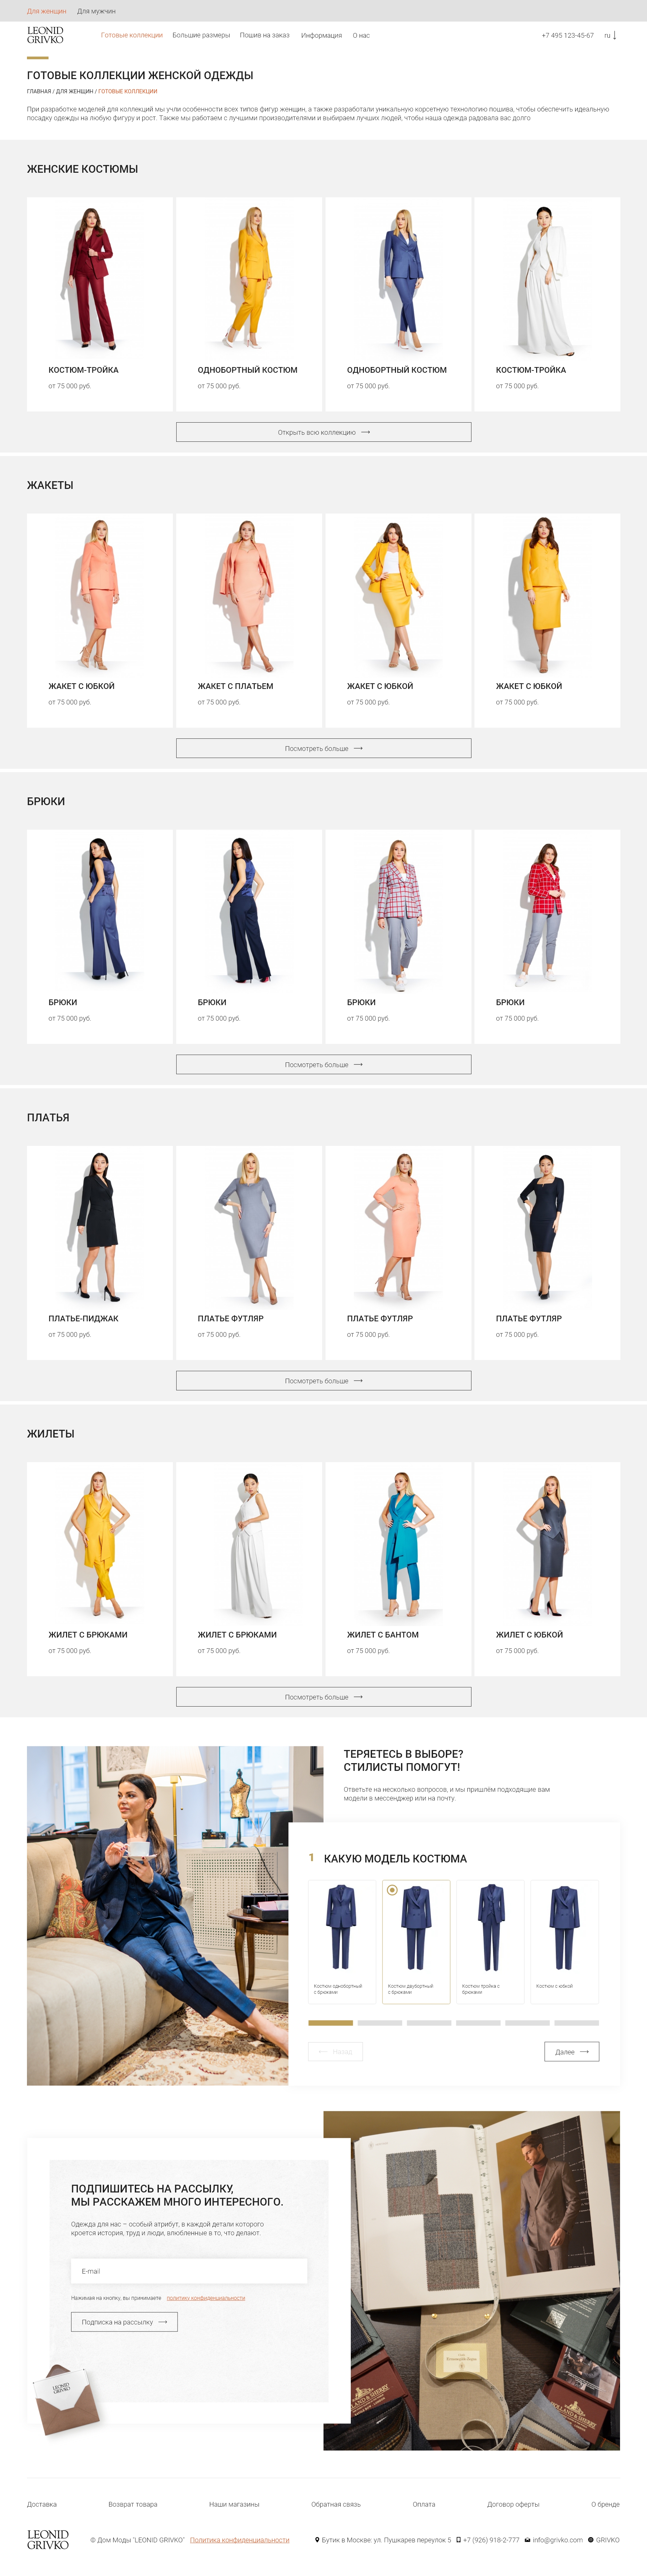 Для женщин Для мужчин
LEONID
GRIVKO
Готовые коллекции Большие размеры Пошив на заказ Информация О нас +7 495 123-45-67 ru
ГОТОВЫЕ КОЛЛЕКЦИИ ЖЕНСКОЙ ОДЕЖДЫ
ГЛАВНАЯ / ДЛЯ ЖЕНЩИН / ГОТОВЫЕ КОЛЛЕКЦИИ
При разработке моделей для коллекций мы учли особенности всех типов фигур женщин, а также разработали уникальную корсетную технологию пошива, чтобы обеспечить идеальную
посадку одежды на любую фигуру и рост. Также мы работаем с лучшими производителями и выбираем лучших людей, чтобы наша одежда радовала вас долго
ЖЕНСКИЕ КОСТЮМЫ
КОСТЮМ-ТРОЙКА ОДНОБОРТНЫЙ КОСТЮМ ОДНОБОРТНЫЙ КОСТЮМ КОСТЮМ-ТРОЙКА
от 75 000 руб. от 75 000 руб. от 75 000 руб. от 75 000 руб.
Открыть всю коллекцию
ЖАКЕТЫ
ЖАКЕТ С ЮБКОЙ ЖАКЕТ С ПЛАТЬЕМ ЖАКЕТ С ЮБКОЙ ЖАКЕТ С ЮБКОЙ
от 75 000 руб. от 75 000 руб. от 75 000 руб. от 75 000 руб.
Посмотреть больше
БРЮКИ
БРЮКИ БРЮКИ БРЮКИ БРЮКИ
от 75 000 руб. от 75 000 руб. от 75 000 руб. от 75 000 руб.
Посмотреть больше
ПЛАТЬЯ
ПЛАТЬЕ-ПИДЖАК ПЛАТЬЕ ФУТЛЯР ПЛАТЬЕ ФУТЛЯР ПЛАТЬЕ ФУТЛЯР
от 75 000 руб. от 75 000 руб. от 75 000 руб. от 75 000 руб.
Посмотреть больше
ЖИЛЕТЫ
ЖИЛЕТ С БРЮКАМИ ЖИЛЕТ С БРЮКАМИ ЖИЛЕТ С БАНТОМ ЖИЛЕТ С ЮБКОЙ
от 75 000 руб. от 75 000 руб. от 75 000 руб. от 75 000 руб.
Посмотреть больше
ТЕРЯЕТЕСЬ В ВЫБОРЕ?
СТИЛИСТЫ ПОМОГУТ!
Ответьте на несколько вопросов, и мы пришлём подходящие вам
модели в мессенджер или на почту.
1 КАКУЮ МОДЕЛЬ КОСТЮМА
Костюм однобортный Костюм двубортный Костюм тройка с Костюм с юбкой
с брюками с брюками брюками
Назад Далее
ПОДПИШИТЕСЬ НА РАССЫЛКУ,
МЫ РАССКАЖЕМ МНОГО ИНТЕРЕСНОГО.
Одежда для нас – особый атрибут, в каждой детали которого
кроется история, труд и люди, влюбленные в то, что делают.
E-mail
Нажимая на кнопку, вы принимаете политику конфиденциальности
Подписка на рассылку
LEONID
GRIVKO
HOLLAND & SHERRY
Доставка Возврат товара Наши магазины Обратная связь Оплата Договор оферты О бренде
LEONID
GRIVKO
© Дом Моды "LEONID GRIVKO" Политика конфиденциальности Бутик в Москве: ул. Пушкарев переулок 5 +7 (926) 918-2-777 info@grivko.com GRIVKO